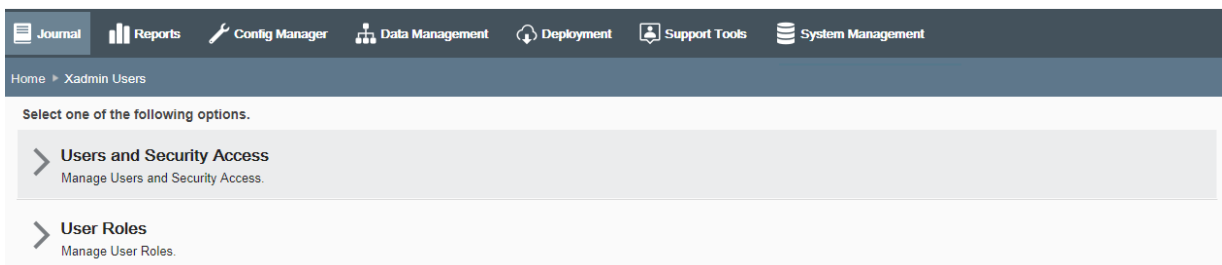 Journal Reports Config Manager Data Management Deployment Support Tools System Management
Home Xadmin Users
Select one of the following options.
Users and Security Access
Manage Users and Security Access.
User Roles
Manage User Roles.